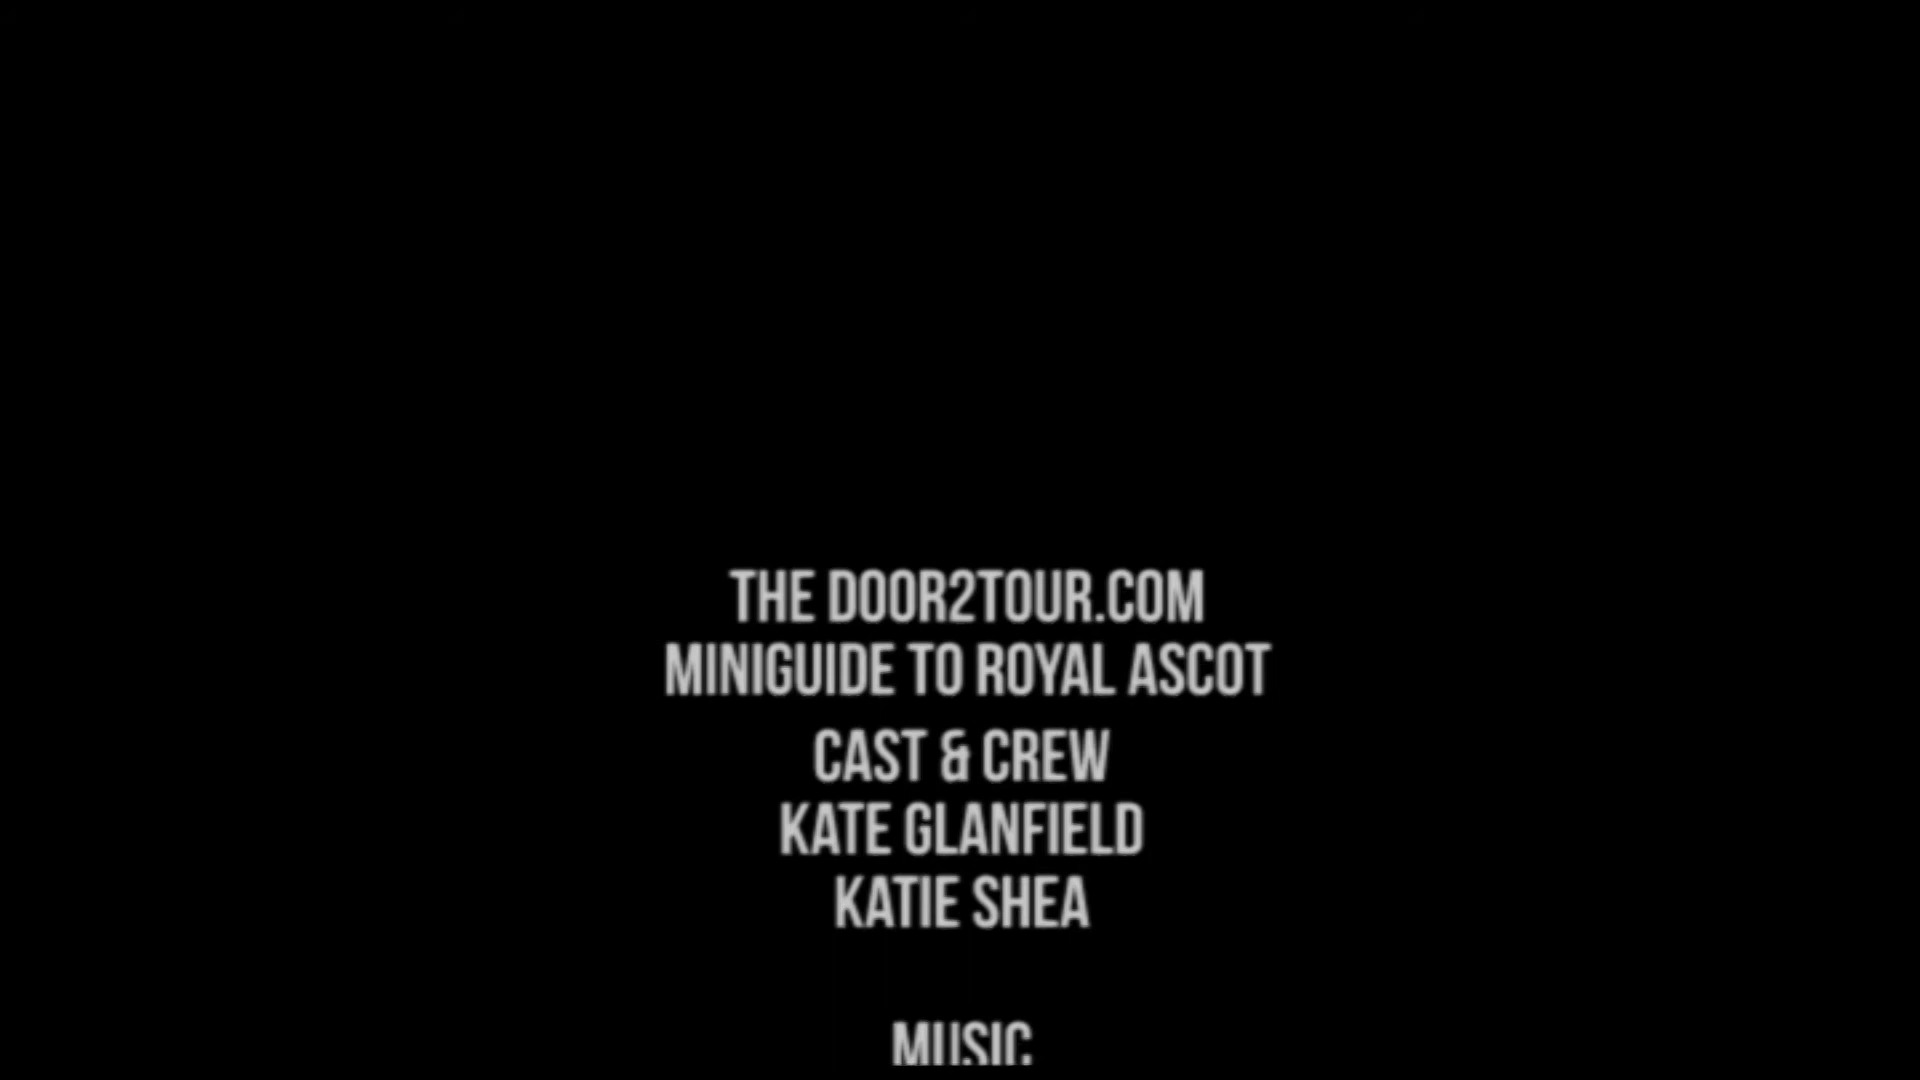 THE DOOR2TOUR.COM
MINIGUIDE TO ROYAL ASCOT
CAST & CREW
KATE GLANFIELD
KATIE SHEA
MUSIC